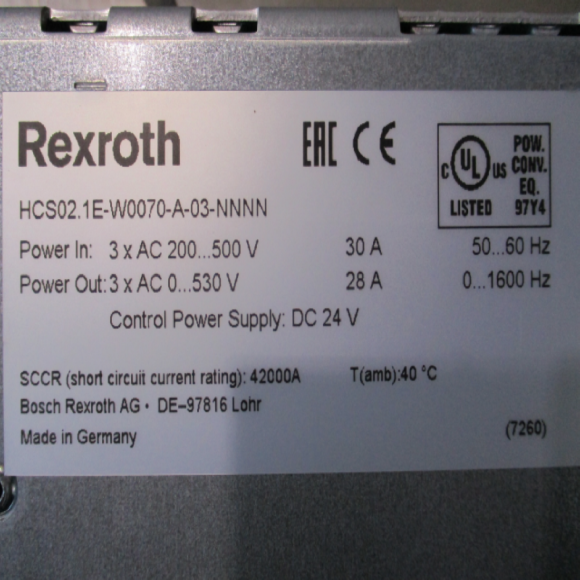 Rexroth
EAC CE
C UL US LISTED
POW. CONV. EQ. 97Y4
HCS02.1E-W0070-A-03-NNNN
Power In: 3 x AC 200...500 V 30 A 50...60 Hz
Power Out: 3 x AC 0...530 V 28 A 0...1600 Hz
Control Power Supply: DC 24 V
SCCR (short circuit current rating): 42000A T(amb):40 °C
Bosch Rexroth AG · DE–97816 Lohr
Made in Germany (7260)